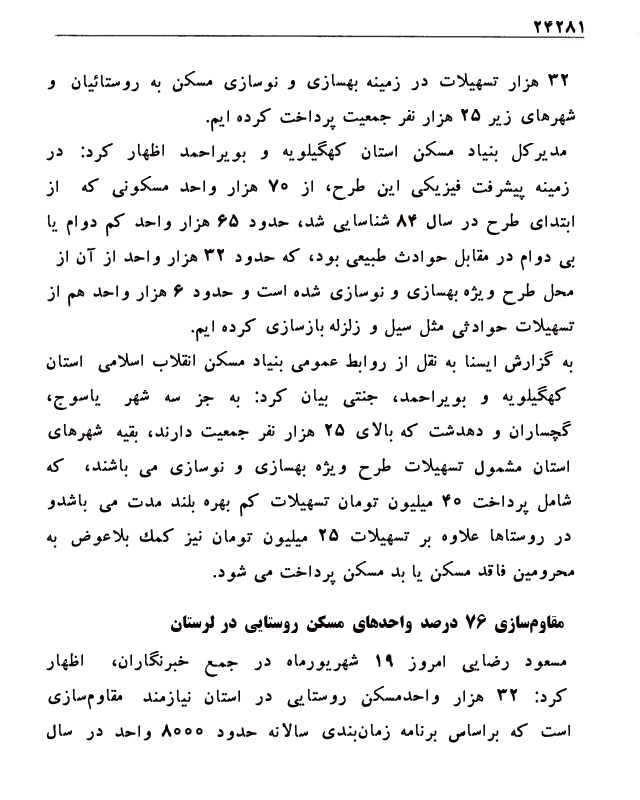 ۲۴۲۸۱
۳۲ هزار تسهیلات در زمینه بهسازی و نوسازی مسکن به روستائیان و
شهرهای زیر ۲۵ هزار نفر جمعیت پرداخت کرده ایم.
مدیرکل بنیاد مسکن استان کهگیلویه و بویراحمد اظهار کرد: در
زمینه پیشرفت فیزیکی این طرح، از ۷۰ هزار واحد مسکونی که از
ابتدای طرح در سال ۸۴ شناسایی شد، حدود ۶۵ هزار واحد کم دوام یا
بی دوام در مقابل حوادث طبیعی بود، که حدود ۳۲ هزار واحد از آن از
محل طرح ویژه بهسازی و نوسازی شده است و حدود ۶ هزار واحد هم از
تسهیلات حوادثی مثل سیل و زلزله بازسازی کرده ایم.
به گزارش ایسنا به نقل از روابط عمومی بنیاد مسکن انقلاب اسلامی استان
کهگیلویه و بویراحمد، جنتی بیان کرد: به جز سه شهر یاسوج،
گچساران و دهدشت که بالای ۲۵ هزار نفر جمعیت دارند، بقیه شهرهای
استان مشمول تسهیلات طرح ویژه بهسازی و نوسازی می باشند، که
شامل پرداخت ۴۰ میلیون تومان تسهیلات کم بهره بلند مدت می باشدو
در روستاها علاوه بر تسهیلات ۲۵ میلیون تومان نیز کمك بلاعوض به
محرومین فاقد مسکن یا بد مسکن پرداخت می شود.
مقاوم‌سازی ۷۶ درصد واحدهای مسکن روستایی در لرستان
مسعود رضایی امروز ۱۹ شهریورماه در جمع خبرنگاران، اظهار
کرد: ۳۲ هزار واحدمسکن روستایی در استان نیازمند مقاوم‌سازی
است که براساس برنامه زمان‌بندی سالانه حدود ۸۰۰۰ واحد در سال